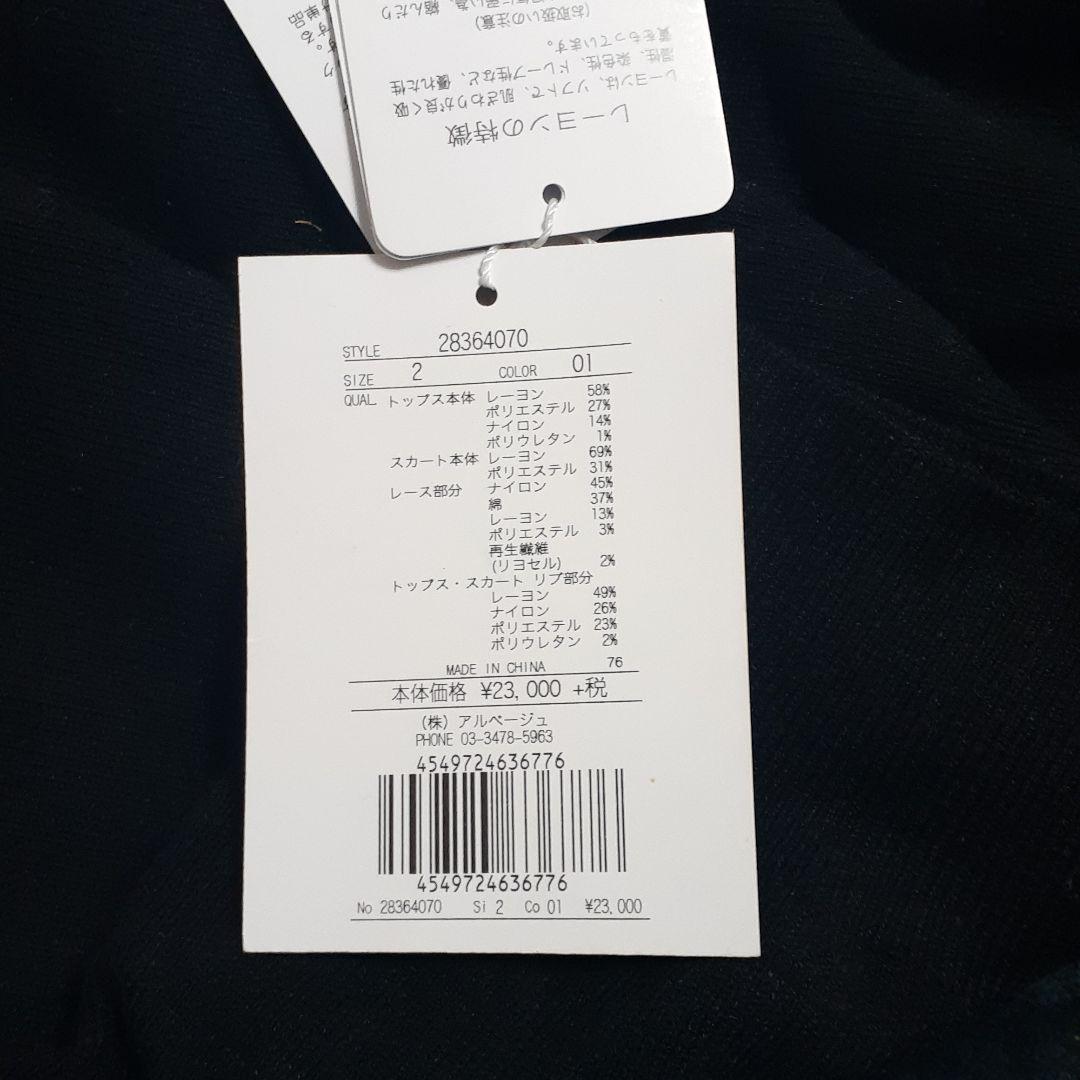 レーヨンの特徴
レーヨンは、ソフトで、肌ざわりが良く吸
湿性、染色性、ドレープ性など、優れた性
質をもっています。
(お取扱いの注意)
STYLE 28364070
SIZE 2 COLOR 01
QUAL トップス本体 レーヨン 58%
ポリエステル 27%
ナイロン 14%
ポリウレタン 1%
スカート本体 レーヨン 69%
ポリエステル 31%
レース部分 ナイロン 45%
綿 37%
レーヨン 13%
ポリエステル 3%
再生繊維
(リヨセル) 2%
トップス・スカート リブ部分
レーヨン 49%
ナイロン 26%
ポリエステル 23%
ポリウレタン 2%
MADE IN CHINA 76
本体価格 ¥23,000 +税
(株) アルページュ
PHONE 03-3478-5963
4549724636776
4549724636776
No 28364070 Si 2 Co 01 ¥23,000